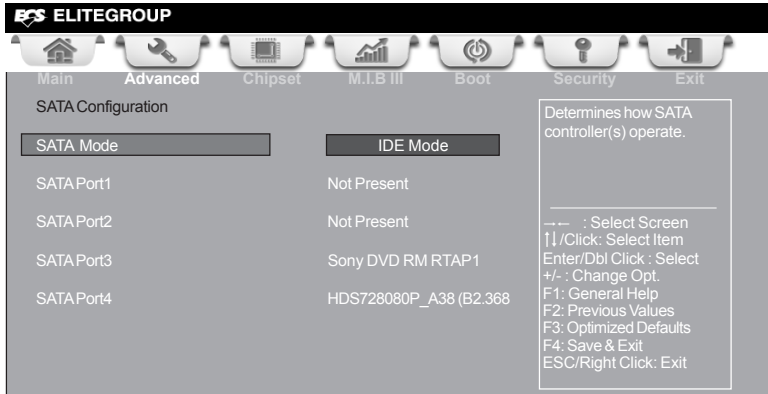 ECS ELITEGROUP
Main Advanced Chipset M.I.B III Boot Security Exit
SATA Configuration
SATA Mode IDE Mode
SATA Port1 Not Present
SATA Port2 Not Present
SATA Port3 Sony DVD RM RTAP1
SATA Port4 HDS728080P_A38 (B2.368
Determines how SATA
controller(s) operate.
→← : Select Screen
↑↓/Click: Select Item
Enter/Dbl Click : Select
+/- : Change Opt.
F1: General Help
F2: Previous Values
F3: Optimized Defaults
F4: Save & Exit
ESC/Right Click: Exit